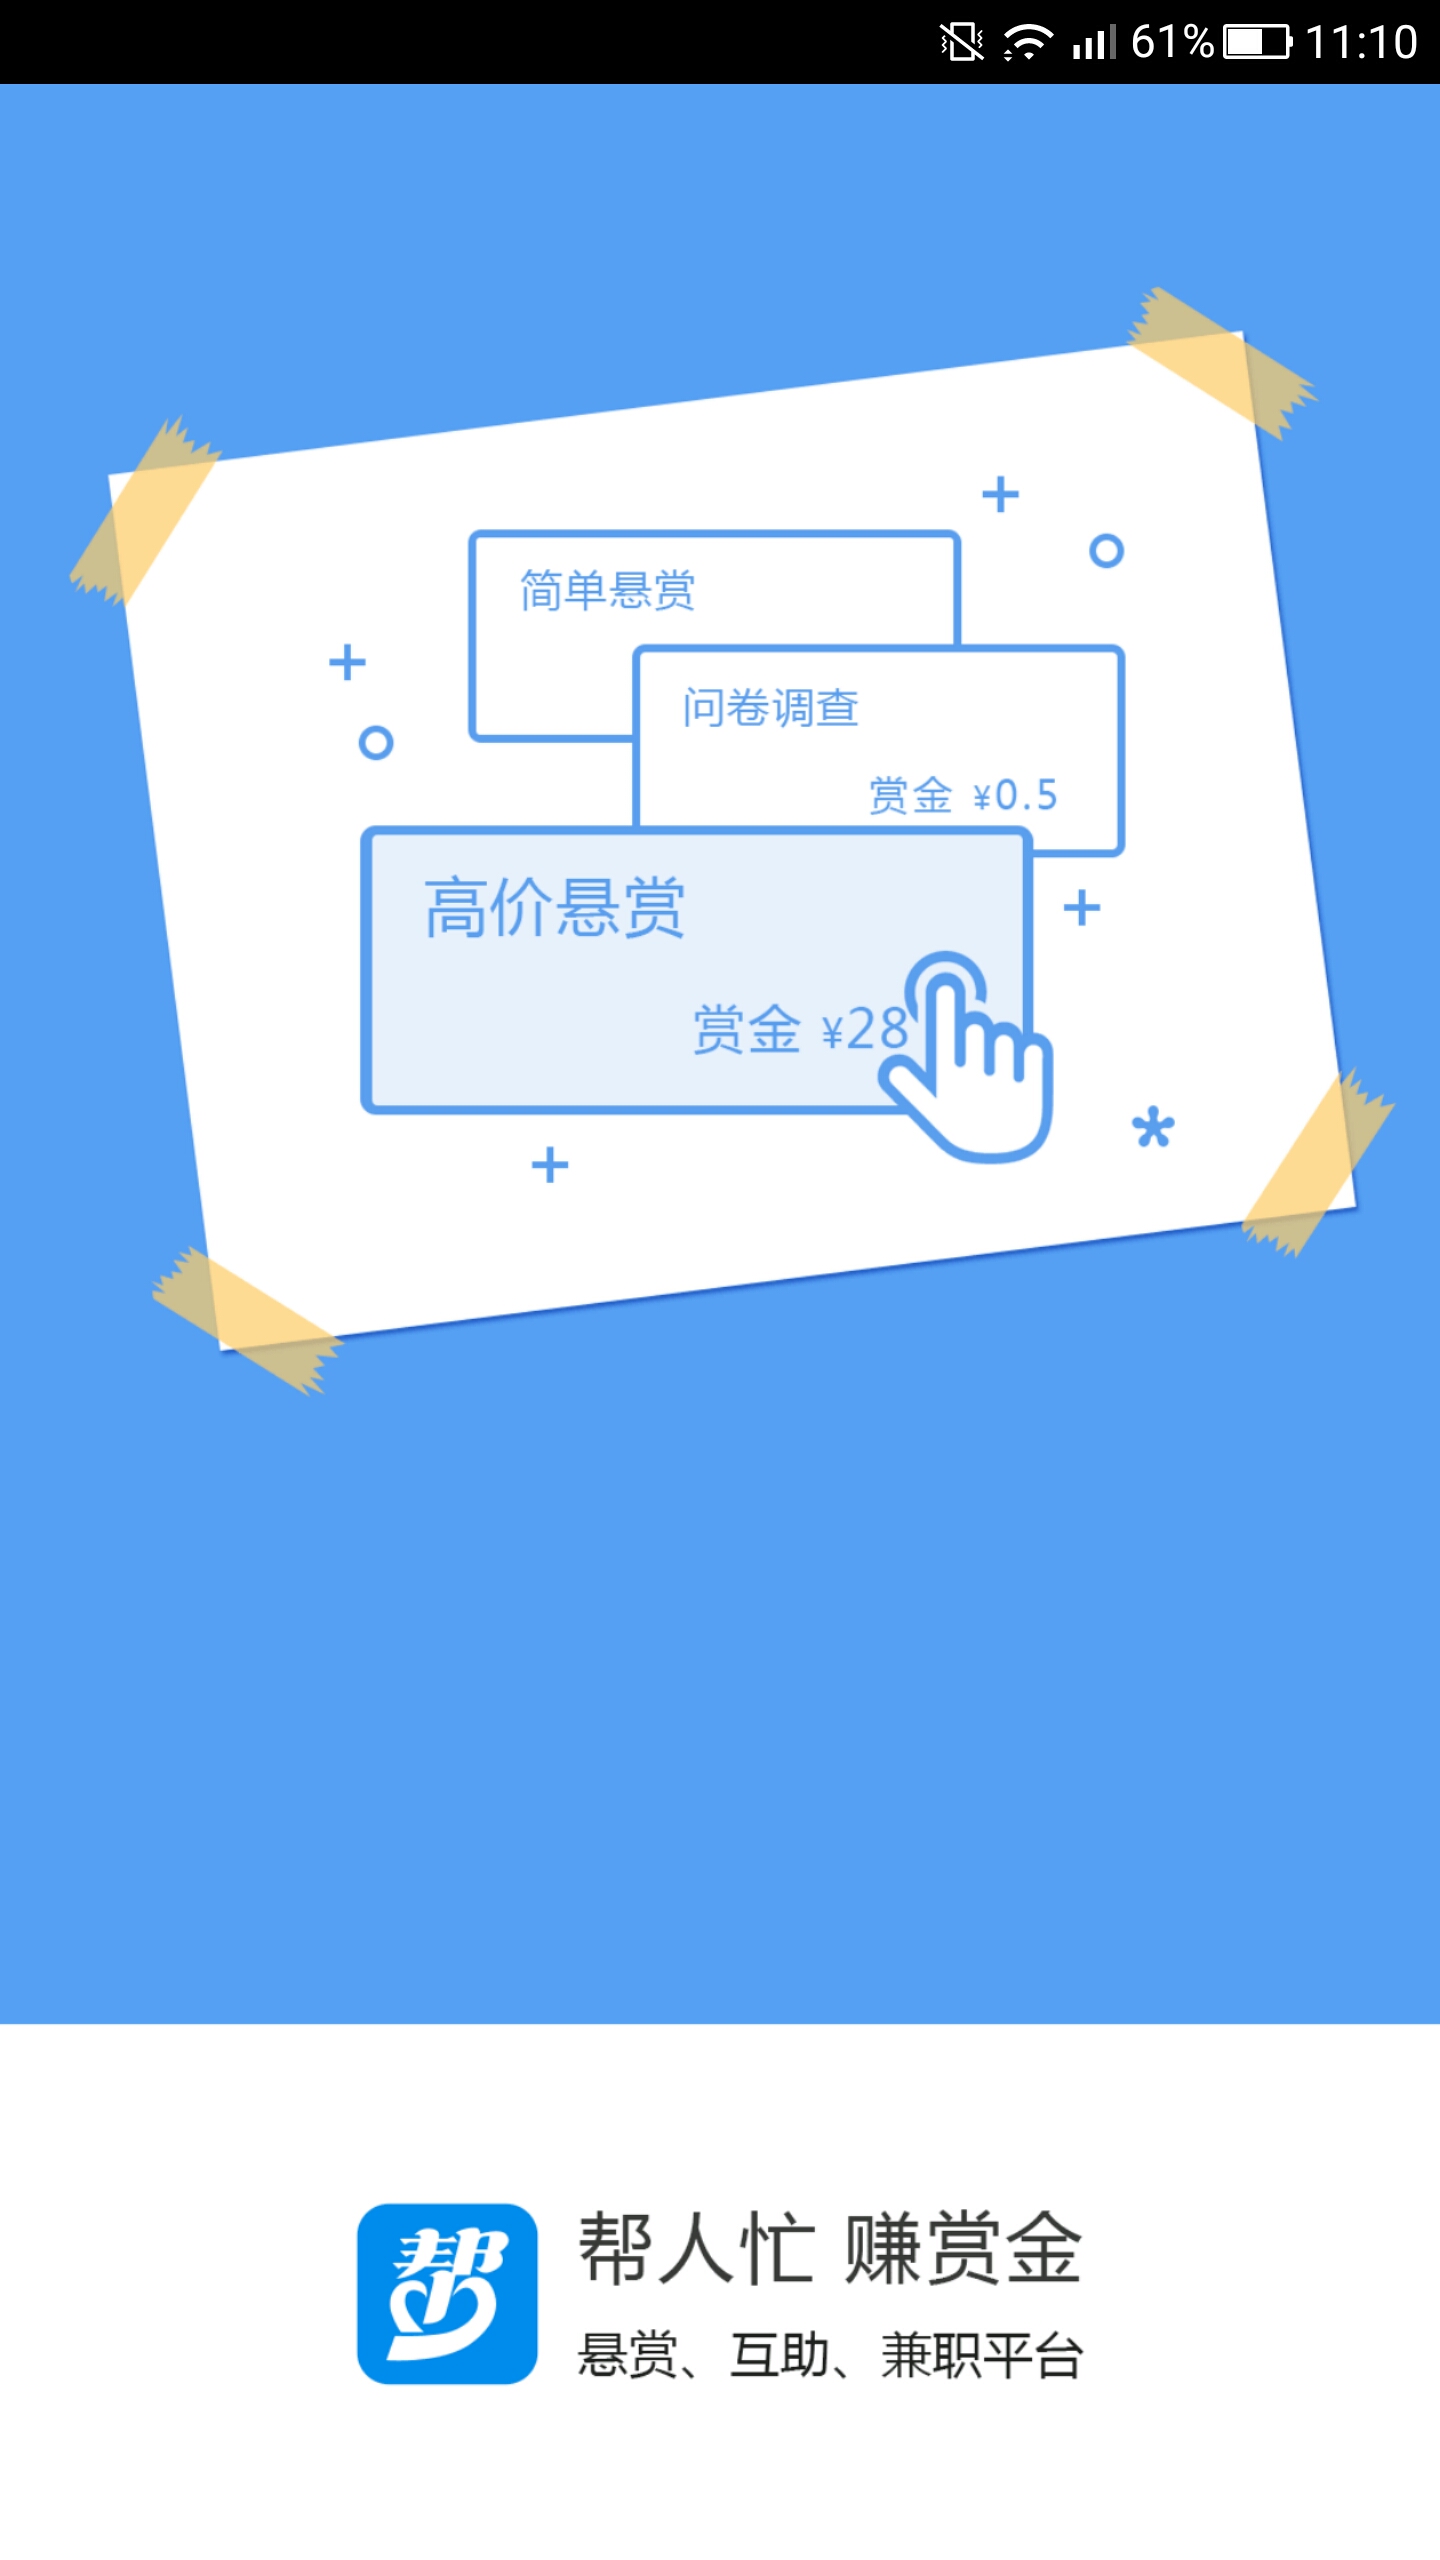 61% 11:10
简单悬赏
问卷调查
赏金 ¥0.5
高价悬赏
赏金 ¥28
帮
帮人忙 赚赏金
悬赏、互助、兼职平台